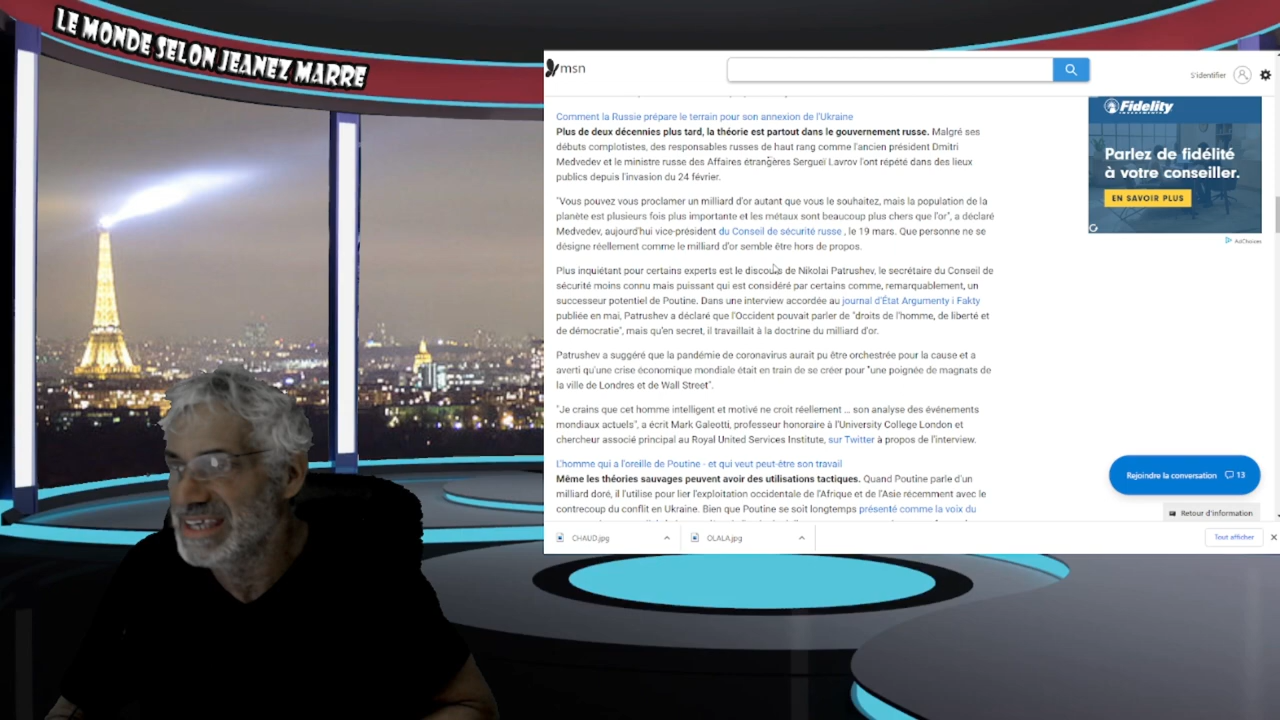 LE MONDE SELON JEANEZ MARRE
msn
S'identifier
Comment la Russie prépare le terrain pour son annexion de l'Ukraine
Plus de deux décennies plus tard, la théorie est partout dans le gouvernement russe. Malgré ses
débuts complotistes, des responsables russes de haut rang comme l'ancien président Dmitri
Medvedev et le ministre russe des Affaires étrangères Sergueï Lavrov l'ont répété dans des lieux
publics depuis l'invasion du 24 février.
"Vous pouvez vous proclamer un milliard d'or autant que vous le souhaitez, mais la population de la
planète est plusieurs fois plus importante et les métaux sont beaucoup plus chers que l'or", a déclaré
Medvedev, aujourd'hui vice-président du Conseil de sécurité russe , le 19 mars. Que personne ne se
désigne réellement comme le milliard d'or semble être hors de propos.
Plus inquiétant pour certains experts est le discours de Nikolai Patrushev, le secrétaire du Conseil de
sécurité moins connu mais puissant qui est considéré par certains comme, remarquablement, un
successeur potentiel de Poutine. Dans une interview accordée au journal d'État Argumenty i Fakty
publiée en mai, Patrushev a déclaré que l'Occident pouvait parler de "droits de l'homme, de liberté et
de démocratie", mais qu'en secret, il travaillait à la doctrine du milliard d'or.
Patrushev a suggéré que la pandémie de coronavirus aurait pu être orchestrée pour la cause et a
averti qu'une crise économique mondiale était en train de se créer pour "une poignée de magnats de
la ville de Londres et de Wall Street".
"Je crains que cet homme intelligent et motivé ne croit réellement ... son analyse des événements
mondiaux actuels", a écrit Mark Galeotti, professeur honoraire à l'University College London et
chercheur associé principal au Royal United Services Institute, sur Twitter à propos de l'interview.
L'homme qui a l'oreille de Poutine - et qui veut peut-être son travail
Même les théories sauvages peuvent avoir des utilisations tactiques. Quand Poutine parle d'un
milliard doré, il l'utilise pour lier l'exploitation occidentale de l'Afrique et de l'Asie récemment avec le
contrecoup du conflit en Ukraine. Bien que Poutine se soit longtemps présenté comme la voix du
Fidelity
INVESTMENTS
Parlez de fidélité
à votre conseiller.
EN SAVOIR PLUS
AdChoices
Rejoindre la conversation 13
Retour d'information
CHAUD.jpg
OLALA.jpg
Tout afficher